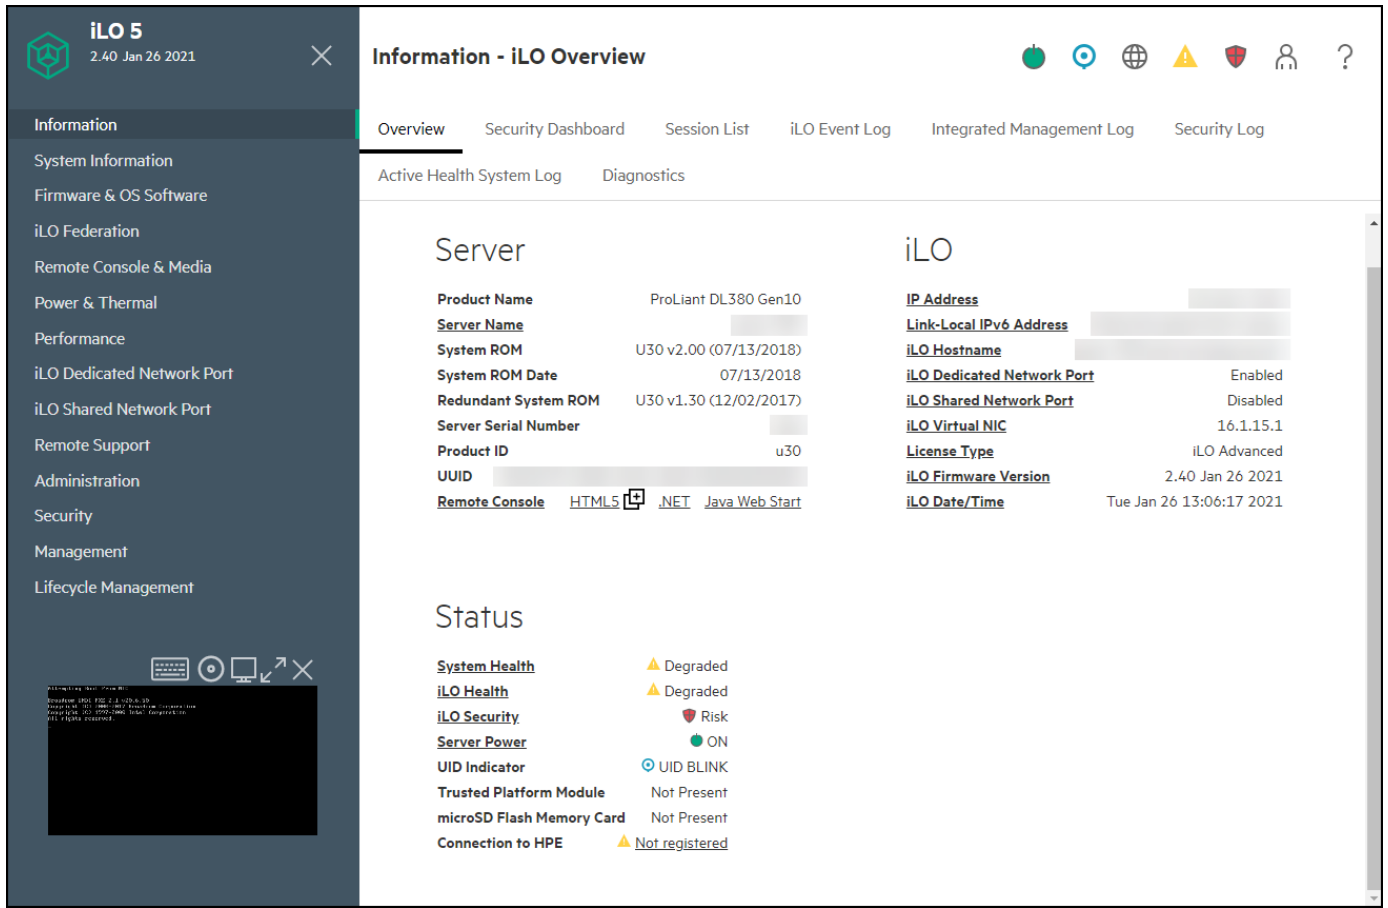 iLO 5
2.40 Jan 26 2021
Information - iLO Overview
Information
System Information
Firmware & OS Software
iLO Federation
Remote Console & Media
Power & Thermal
Performance
iLO Dedicated Network Port
iLO Shared Network Port
Remote Support
Administration
Security
Management
Lifecycle Management
Overview Security Dashboard Session List iLO Event Log Integrated Management Log Security Log
Active Health System Log Diagnostics
Server
Product Name ProLiant DL380 Gen10
Server Name
System ROM U30 v2.00 (07/13/2018)
System ROM Date 07/13/2018
Redundant System ROM U30 v1.30 (12/02/2017)
Server Serial Number
Product ID u30
UUID
Remote Console HTML5 .NET Java Web Start
iLO
IP Address
Link-Local IPv6 Address
iLO Hostname
iLO Dedicated Network Port Enabled
iLO Shared Network Port Disabled
iLO Virtual NIC 16.1.15.1
License Type iLO Advanced
iLO Firmware Version 2.40 Jan 26 2021
iLO Date/Time Tue Jan 26 13:06:17 2021
Status
System Health Degraded
iLO Health Degraded
iLO Security Risk
Server Power ON
UID Indicator UID BLINK
Trusted Platform Module Not Present
microSD Flash Memory Card Not Present
Connection to HPE Not registered
All rights reserved.